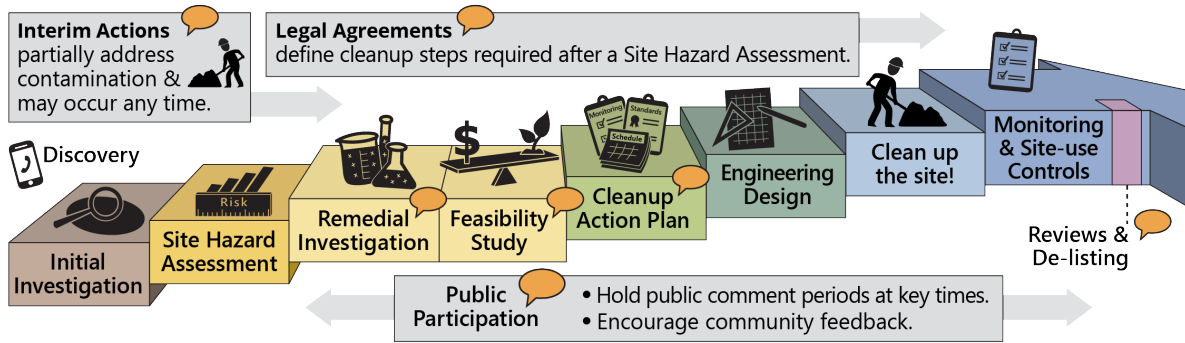 Interim Actions
partially address
contamination &
may occur any time.
Legal Agreements
define cleanup steps required after a Site Hazard Assessment.
Discovery
Initial
Investigation
Risk
Site Hazard
Assessment
Remedial
Investigation
$
Feasibility
Study
Monitoring
Standards
Schedule
Cleanup
Action Plan
Engineering
Design
Clean up
the site!
Monitoring
& Site-use
Controls
Reviews &
De-listing
Public
Participation
• Hold public comment periods at key times.
• Encourage community feedback.